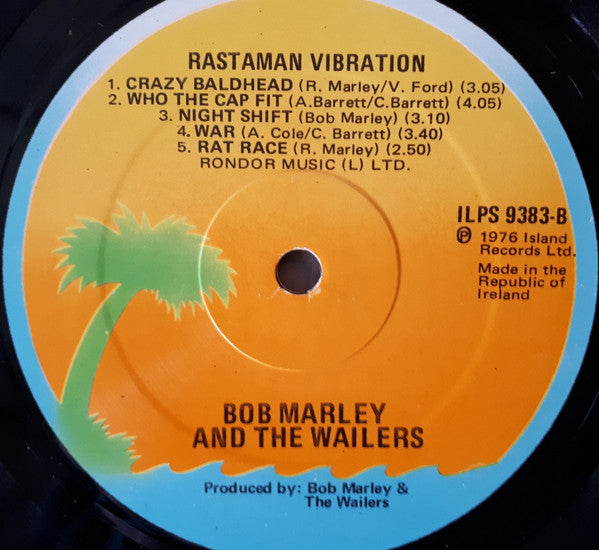 RASTAMAN VIBRATION
1. CRAZY BALDHEAD (R. Marley/V. Ford) (3.05)
2. WHO THE CAP FIT (A.Barrett/C.Barrett) (4.05)
3. NIGHT SHIFT (Bob Marley) (3.10)
4. WAR (A. Cole/C. Barrett) (3.40)
5. RAT RACE (R. Marley) (2.50)
RONDOR MUSIC (L) LTD.
ILPS 9383-B
℗ 1976 Island
Records Ltd.
Made in the
Republic of
Ireland
BOB MARLEY
AND THE WAILERS
Produced by: Bob Marley &
The Wailers